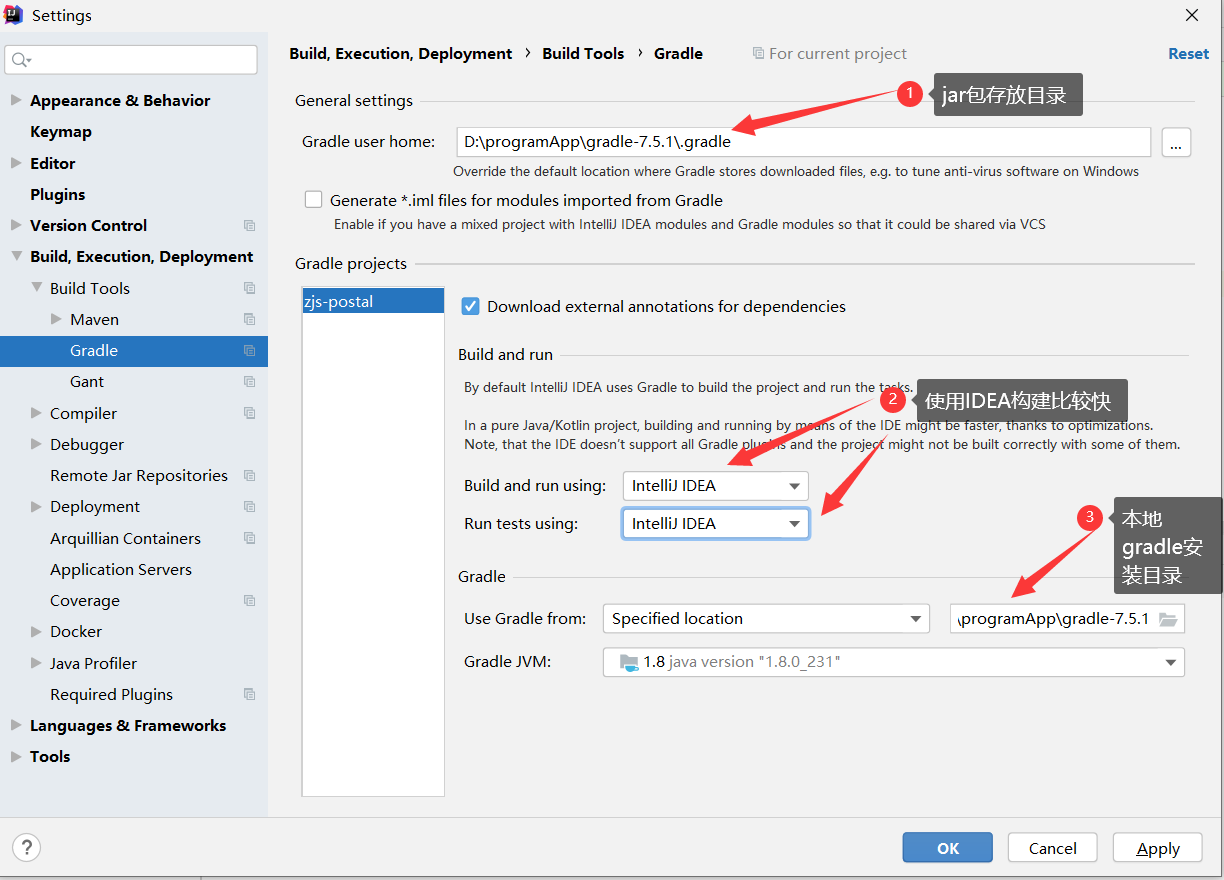 Settings
Build, Execution, Deployment › Build Tools › Gradle For current project Reset
Appearance & Behavior
Keymap
Editor
Plugins
Version Control
Build, Execution, Deployment
Build Tools
Maven
Gradle
Gant
Compiler
Debugger
Remote Jar Repositories
Deployment
Arquillian Containers
Application Servers
Coverage
Docker
Java Profiler
Required Plugins
Languages & Frameworks
Tools
General settings
1 jar包存放目录
Gradle user home: D:\programApp\gradle-7.5.1\.gradle ...
Override the default location where Gradle stores downloaded files, e.g. to tune anti-virus software on Windows
Generate *.iml files for modules imported from Gradle
Enable if you have a mixed project with IntelliJ IDEA modules and Gradle modules so that it could be shared via VCS
Gradle projects
zjs-postal
Download external annotations for dependencies
Build and run
By default IntelliJ IDEA uses Gradle to build the project and run the tasks.
2 使用IDEA构建比较快
In a pure Java/Kotlin project, building and running by means of the IDE might be faster, thanks to optimizations.
Note, that the IDE doesn't support all Gradle plugins and the project might not be built correctly with some of them.
Build and run using: IntelliJ IDEA
Run tests using: IntelliJ IDEA
3 本地
gradle安
装目录
Gradle
Use Gradle from: Specified location \programApp\gradle-7.5.1
Gradle JVM: 1.8 java version "1.8.0_231"
? OK Cancel Apply